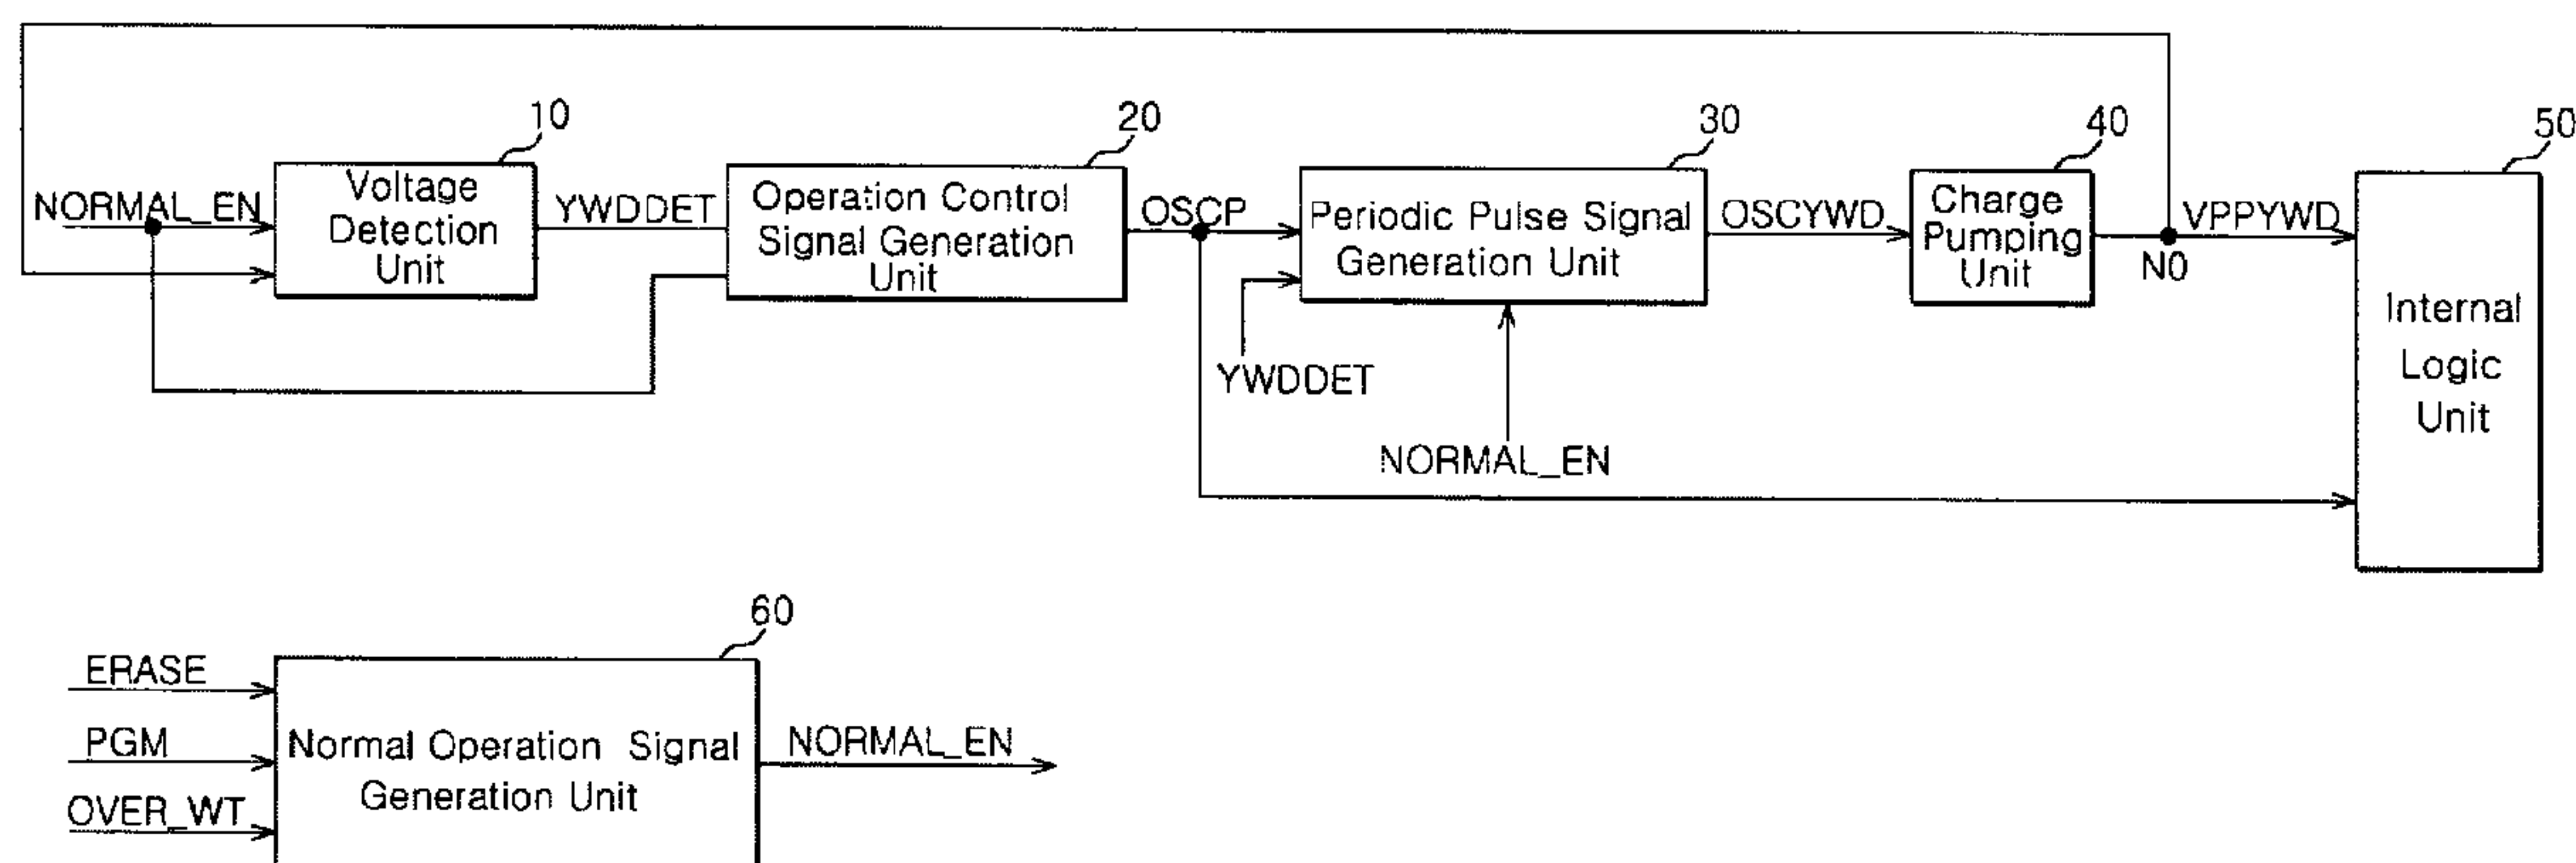 10
20
30
40
50
NORMAL_EN
Voltage
Detection
Unit
YWDDET
Operation Control
Signal Generation
Unit
OSCP
Periodic Pulse Signal
Generation Unit
OSCYWD
Charge
Pumping
Unit
VPPYWD
N0
Internal
Logic
Unit
YWDDET
NORMAL_EN
60
ERASE
PGM
OVER_WT
Normal Operation Signal
Generation Unit
NORMAL_EN